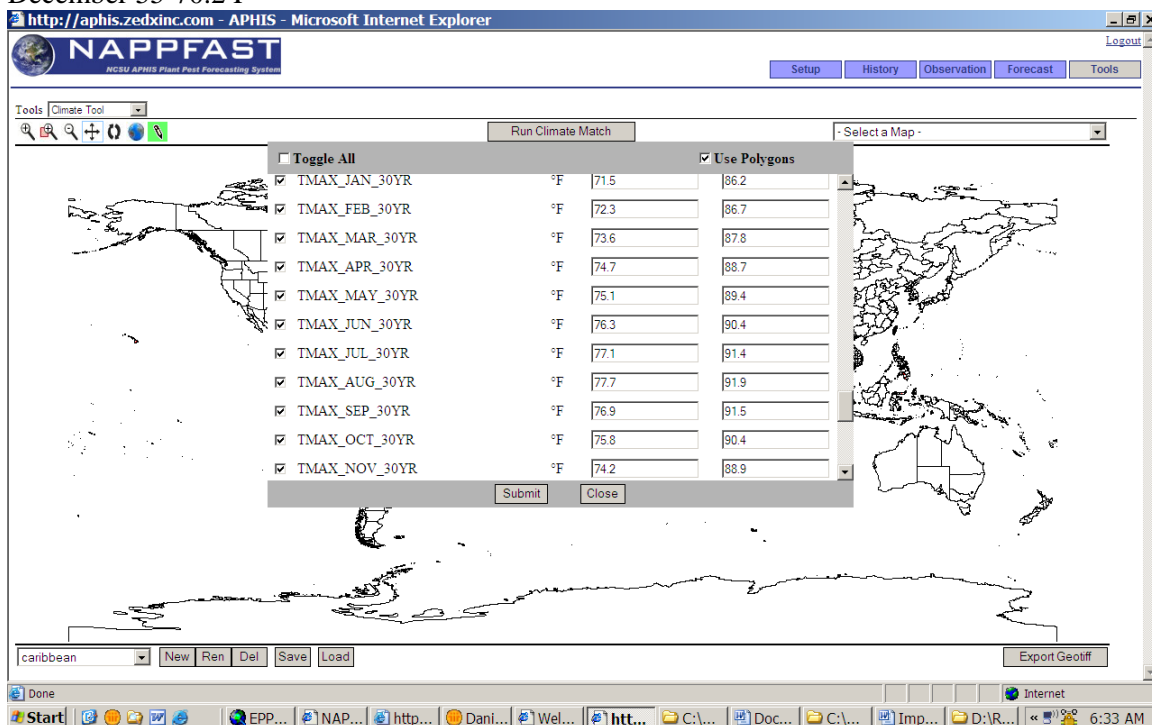 http://aphis.zedxinc.com - APHIS - Microsoft Internet Explorer
NAPPFAST
NCSU APHIS Plant Pest Forecasting System
Logout
Setup History Observation Forecast Tools
Tools Climate Tool
Run Climate Match
- Select a Map -
Toggle All Use Polygons
TMAX_JAN_30YR °F 71.5 86.2
TMAX_FEB_30YR °F 72.3 86.7
TMAX_MAR_30YR °F 73.6 87.8
TMAX_APR_30YR °F 74.7 88.7
TMAX_MAY_30YR °F 75.1 89.4
TMAX_JUN_30YR °F 76.3 90.4
TMAX_JUL_30YR °F 77.1 91.4
TMAX_AUG_30YR °F 77.7 91.9
TMAX_SEP_30YR °F 76.9 91.5
TMAX_OCT_30YR °F 75.8 90.4
TMAX_NOV_30YR °F 74.2 88.9
Submit Close
caribbean New Ren Del Save Load Export Geotiff
Done Internet
Start EPP... NAP... http... Dani... Wel... htt... C:\... Doc... C:\... Imp... D:\R... « 6:33 AM